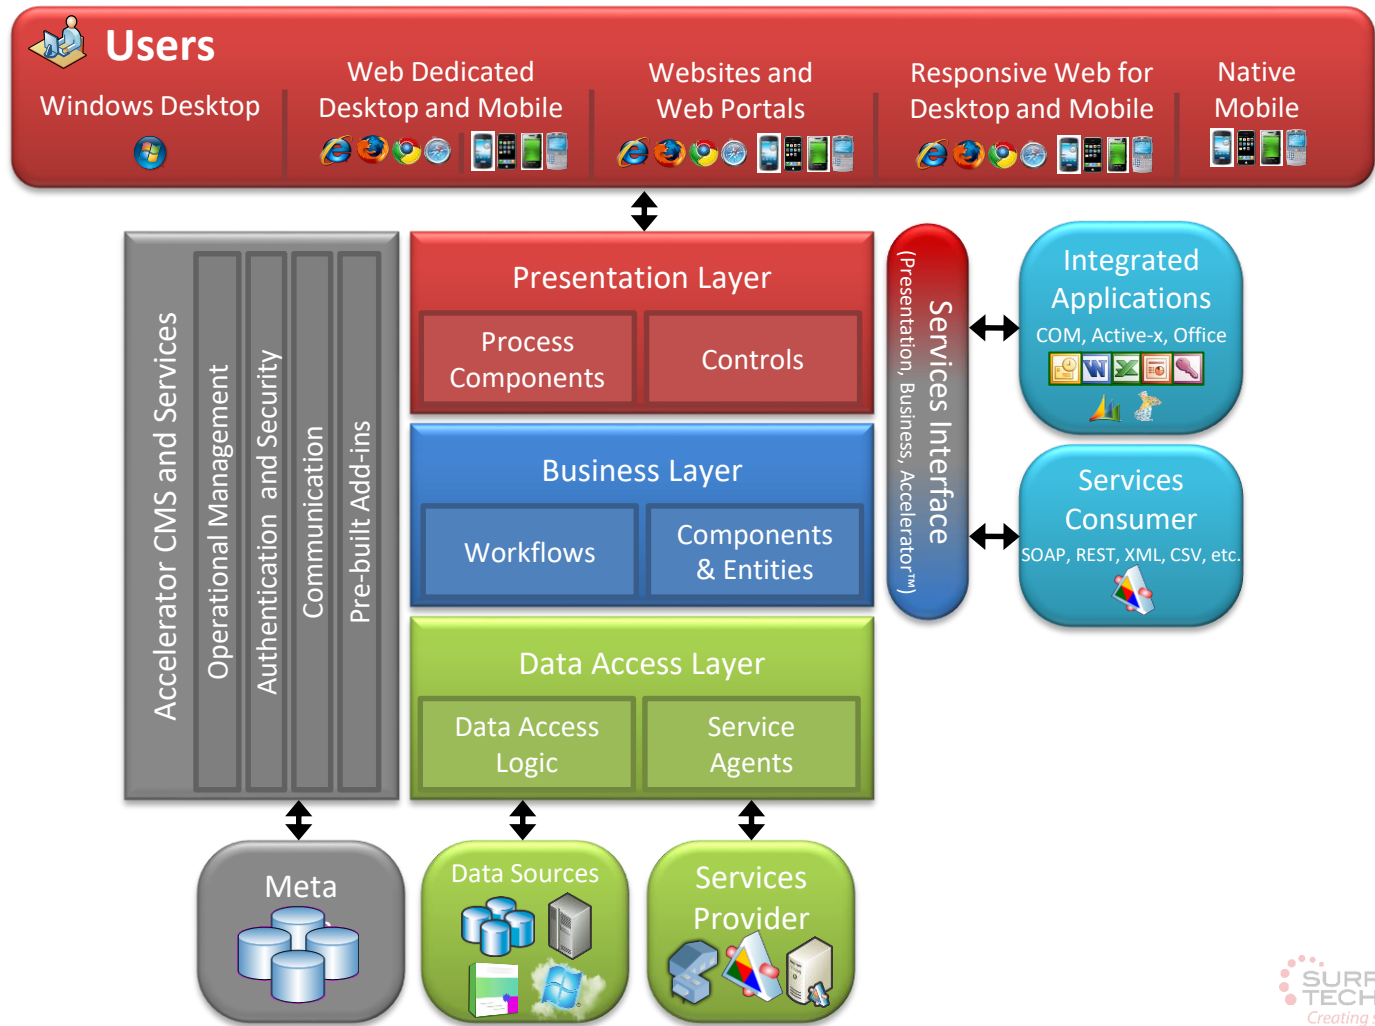 Users
Windows Desktop
Web Dedicated
Desktop and Mobile
Websites and
Web Portals
Responsive Web for
Desktop and Mobile
Native
Mobile
Accelerator CMS and Services
Operational Management
Authentication and Security
Communication
Pre-built Add-ins
Presentation Layer
Process
Components
Controls
Business Layer
Workflows
Components
& Entities
Data Access Layer
Data Access
Logic
Service
Agents
Services Interface
(Presentation, Business, Accelerator™)
Integrated
Applications
COM, Active-x, Office
Services
Consumer
SOAP, REST, XML, CSV, etc.
Meta
Data Sources
Services
Provider
SURF
TECH
Creating s